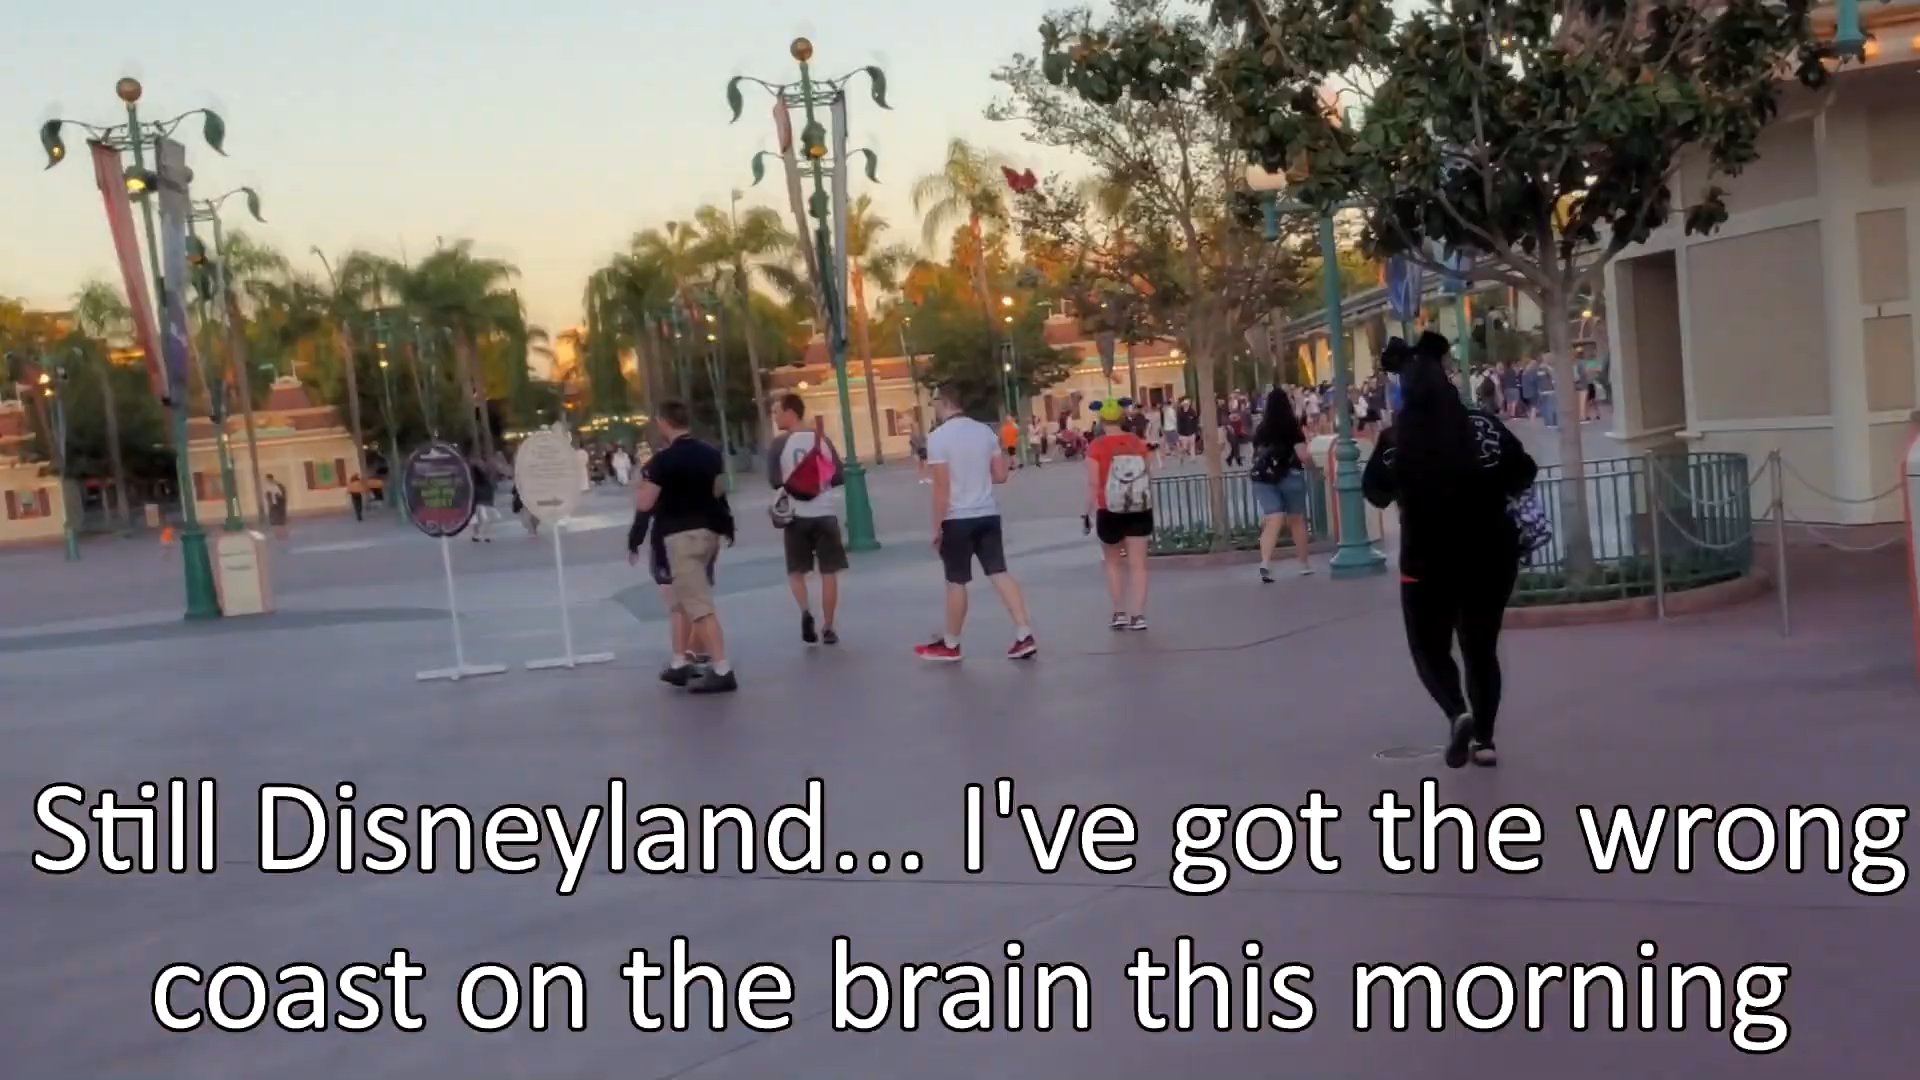 Still Disneyland... I've got the wrong
coast on the brain this morning